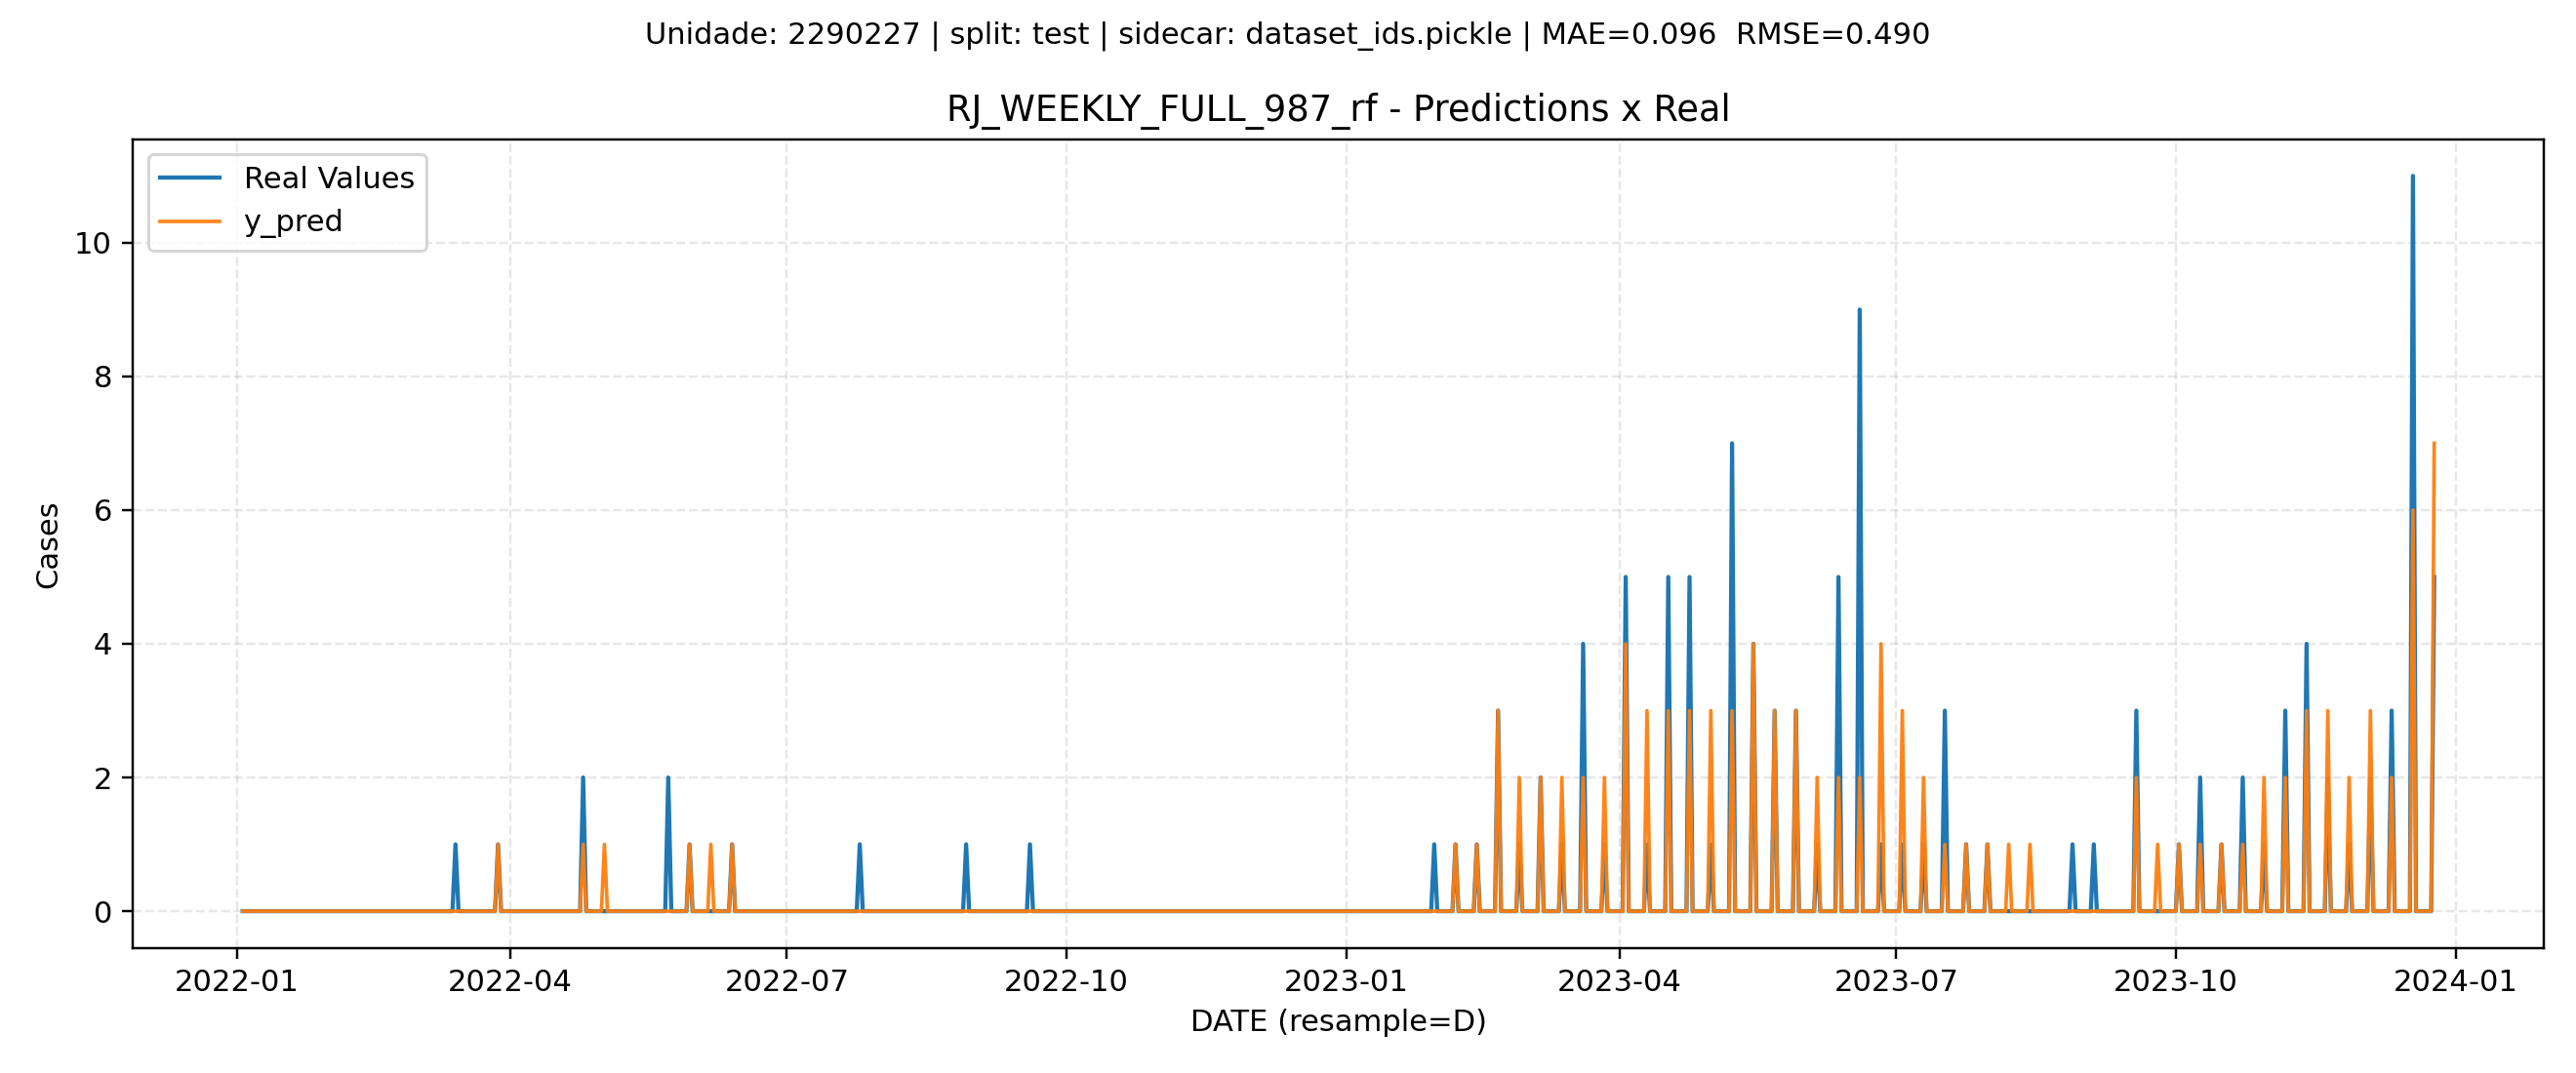 Unidade: 2290227 | split: test | sidecar: dataset_ids.pickle | MAE=0.096  RMSE=0.490
RJ_WEEKLY_FULL_987_rf - Predictions x Real
Real Values
y_pred
10
8
6
4
2
0
Cases
2022-01
2022-04
2022-07
2022-10
2023-01
2023-04
2023-07
2023-10
2024-01
DATE (resample=D)